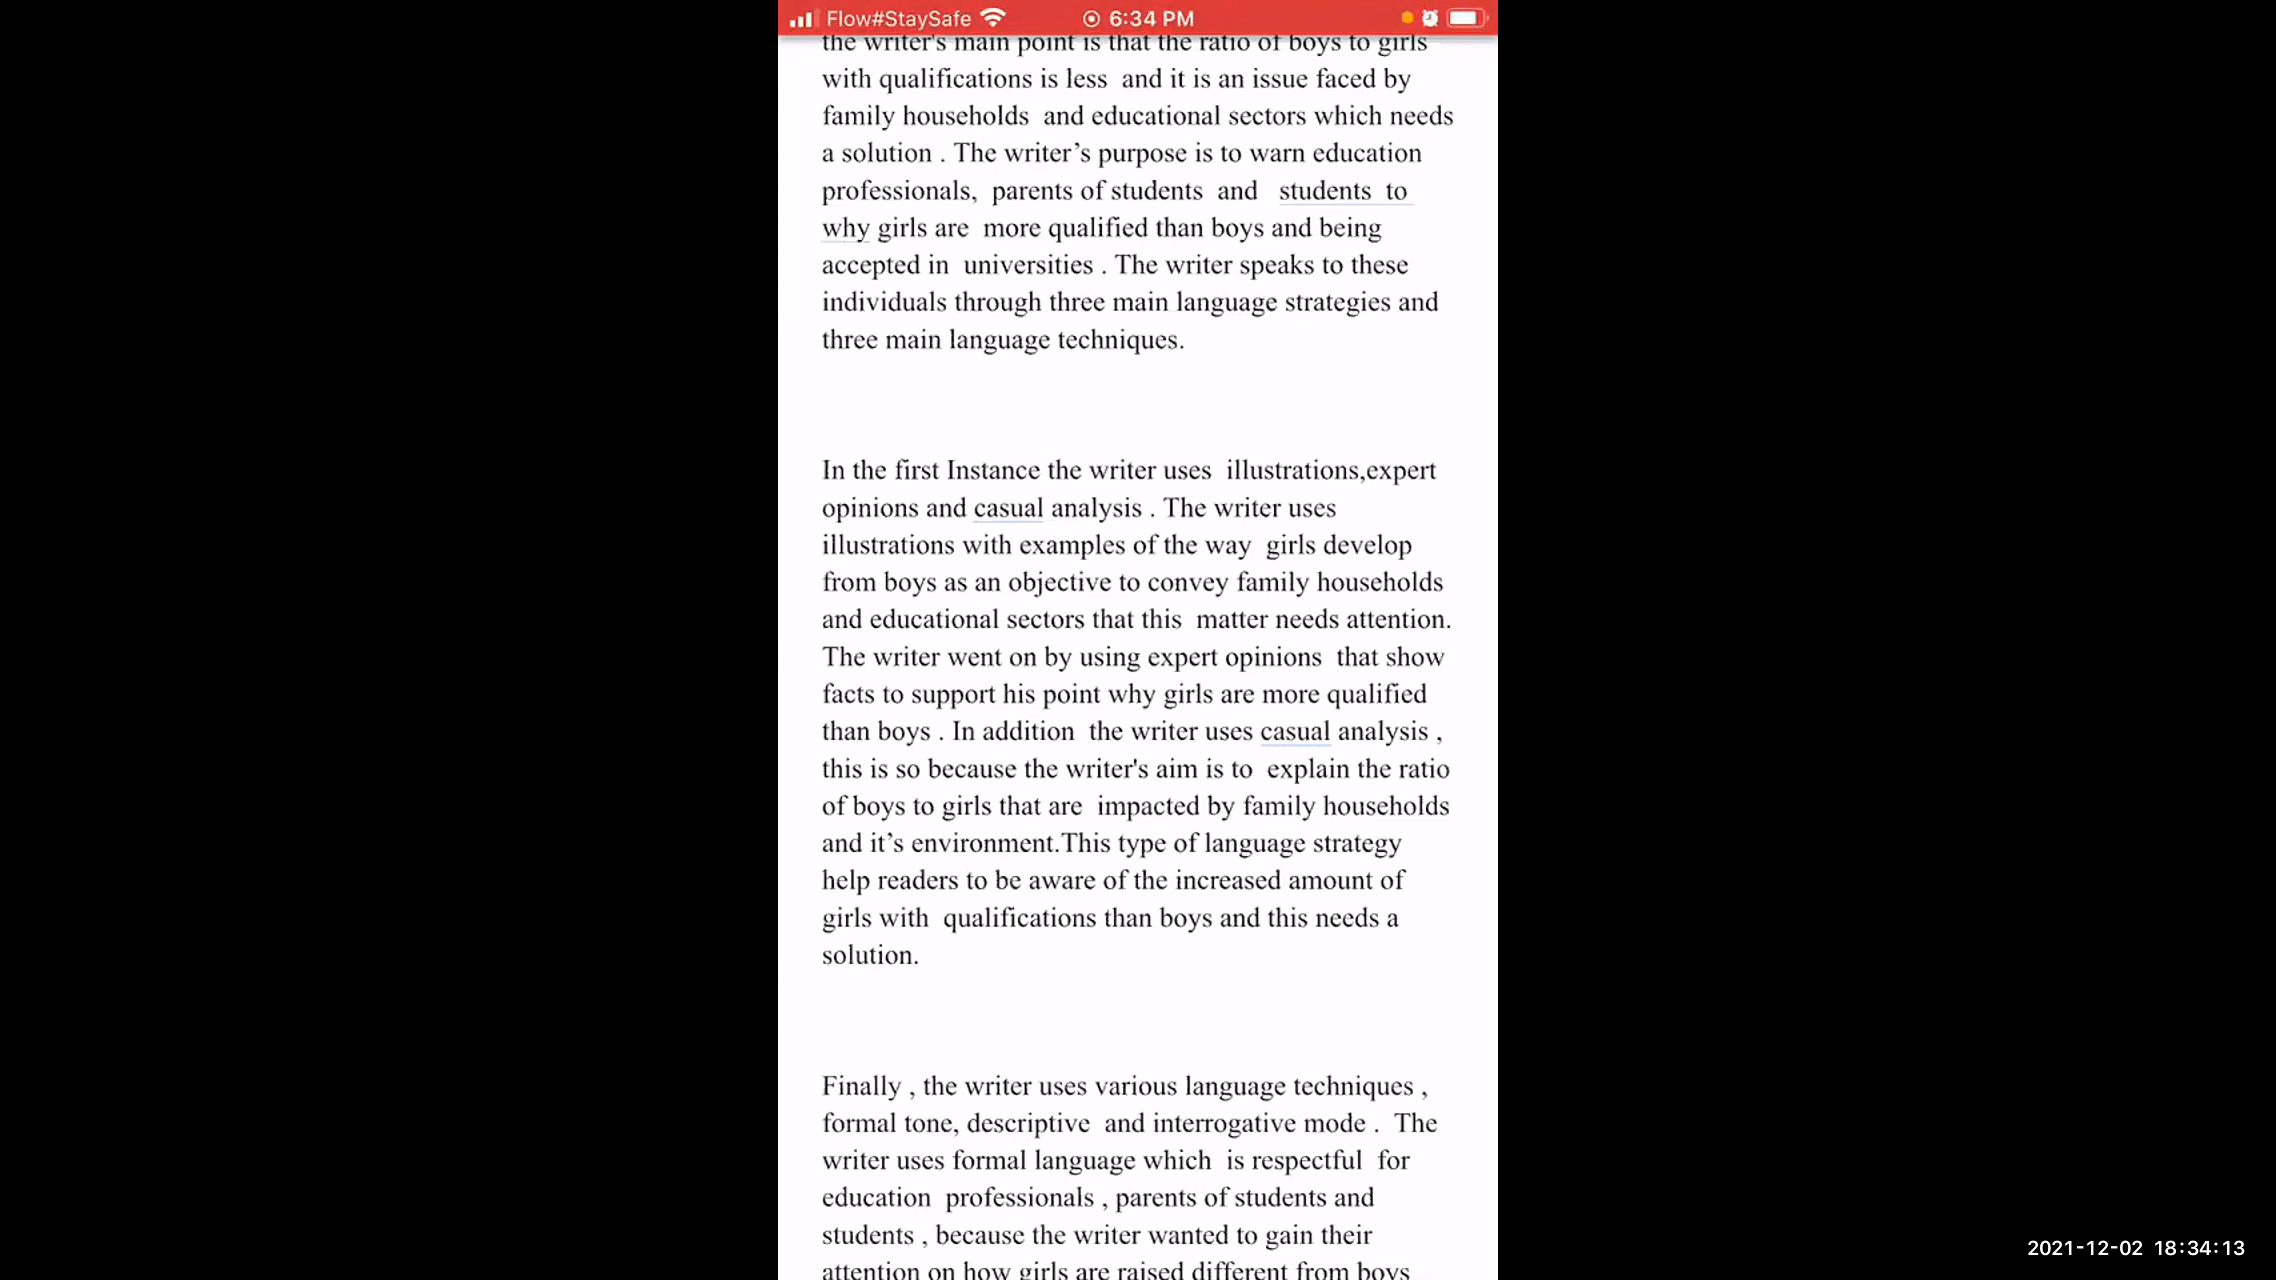 Flow#StaySafe 6:34 PM
the writer's main point is that the ratio of boys to girls
with qualifications is less and it is an issue faced by
family households and educational sectors which needs
a solution . The writer’s purpose is to warn education
professionals, parents of students and students to
why girls are more qualified than boys and being
accepted in universities . The writer speaks to these
individuals through three main language strategies and
three main language techniques.
In the first Instance the writer uses illustrations,expert
opinions and casual analysis . The writer uses
illustrations with examples of the way girls develop
from boys as an objective to convey family households
and educational sectors that this matter needs attention.
The writer went on by using expert opinions that show
facts to support his point why girls are more qualified
than boys . In addition the writer uses casual analysis ,
this is so because the writer's aim is to explain the ratio
of boys to girls that are impacted by family households
and it’s environment.This type of language strategy
help readers to be aware of the increased amount of
girls with qualifications than boys and this needs a
solution.
Finally , the writer uses various language techniques ,
formal tone, descriptive and interrogative mode . The
writer uses formal language which is respectful for
education professionals , parents of students and
students , because the writer wanted to gain their
attention on how girls are raised different from boys
2021-12-02 18:34:13